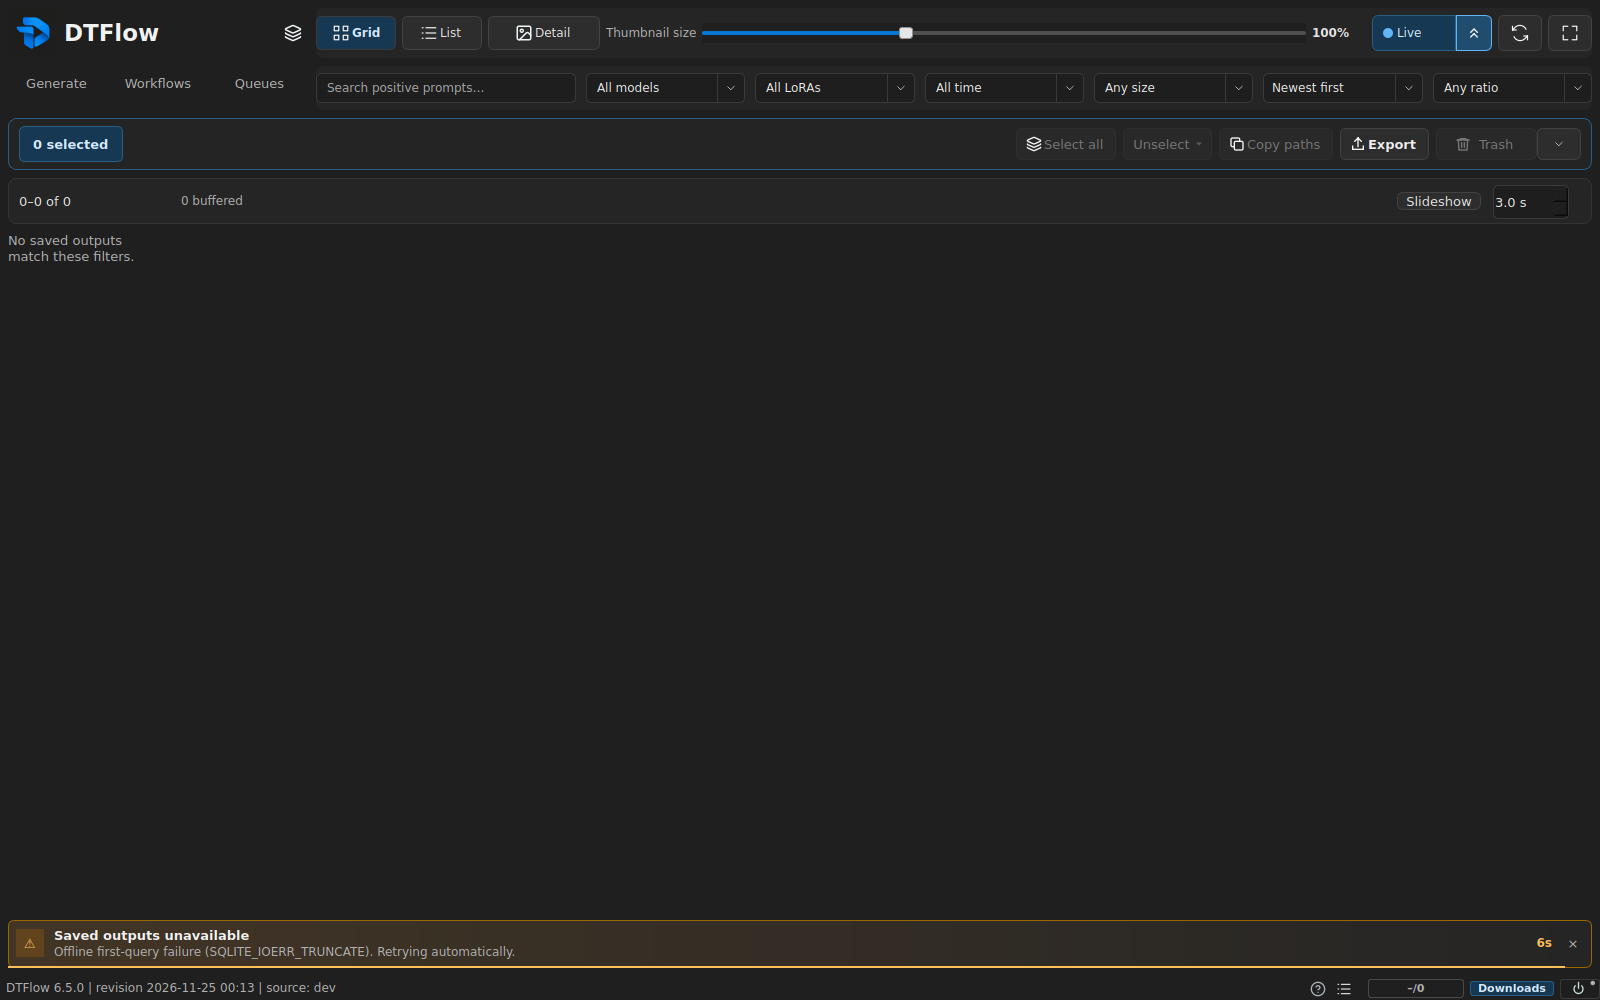 DTFlow
Grid
List
Detail
Thumbnail size
100%
Live
Generate
Workflows
Queues
Search positive prompts...
All models
All LoRAs
All time
Any size
Newest first
Any ratio
0 selected
Select all
Unselect
Copy paths
Export
Trash
0–0 of 0
0 buffered
Slideshow
3.0 s
No saved outputs
match these filters.
Saved outputs unavailable
Offline first-query failure (SQLITE_IOERR_TRUNCATE). Retrying automatically.
6s
DTFlow 6.5.0 | revision 2026-11-25 00:13 | source: dev
–/0
Downloads